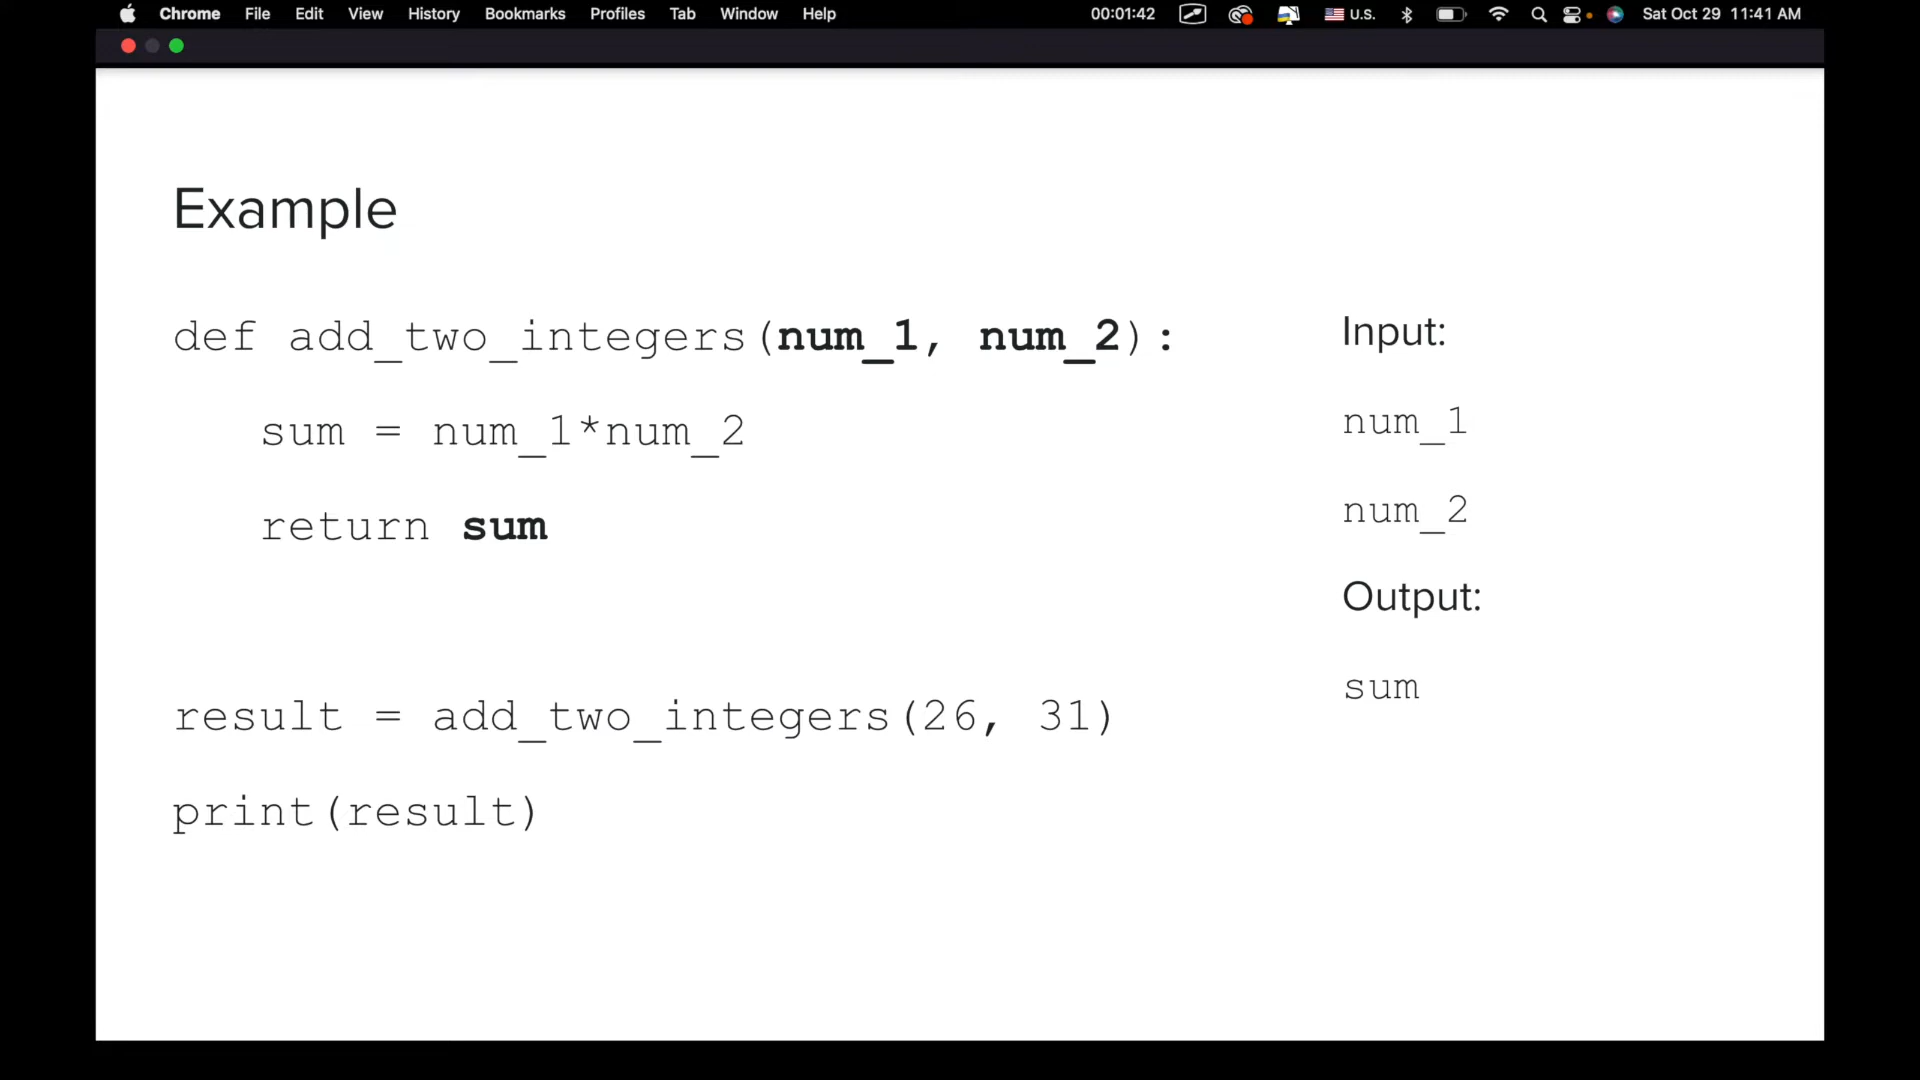 Chrome File Edit View History Bookmarks Profiles Tab Window Help 00:01:42 U.S. Sat Oct 29 11:41 AM
Example
def add_two_integers(num_1, num_2):
sum = num_1*num_2
return sum
result = add_two_integers(26, 31)
print(result)
Input:
num_1
num_2
Output:
sum